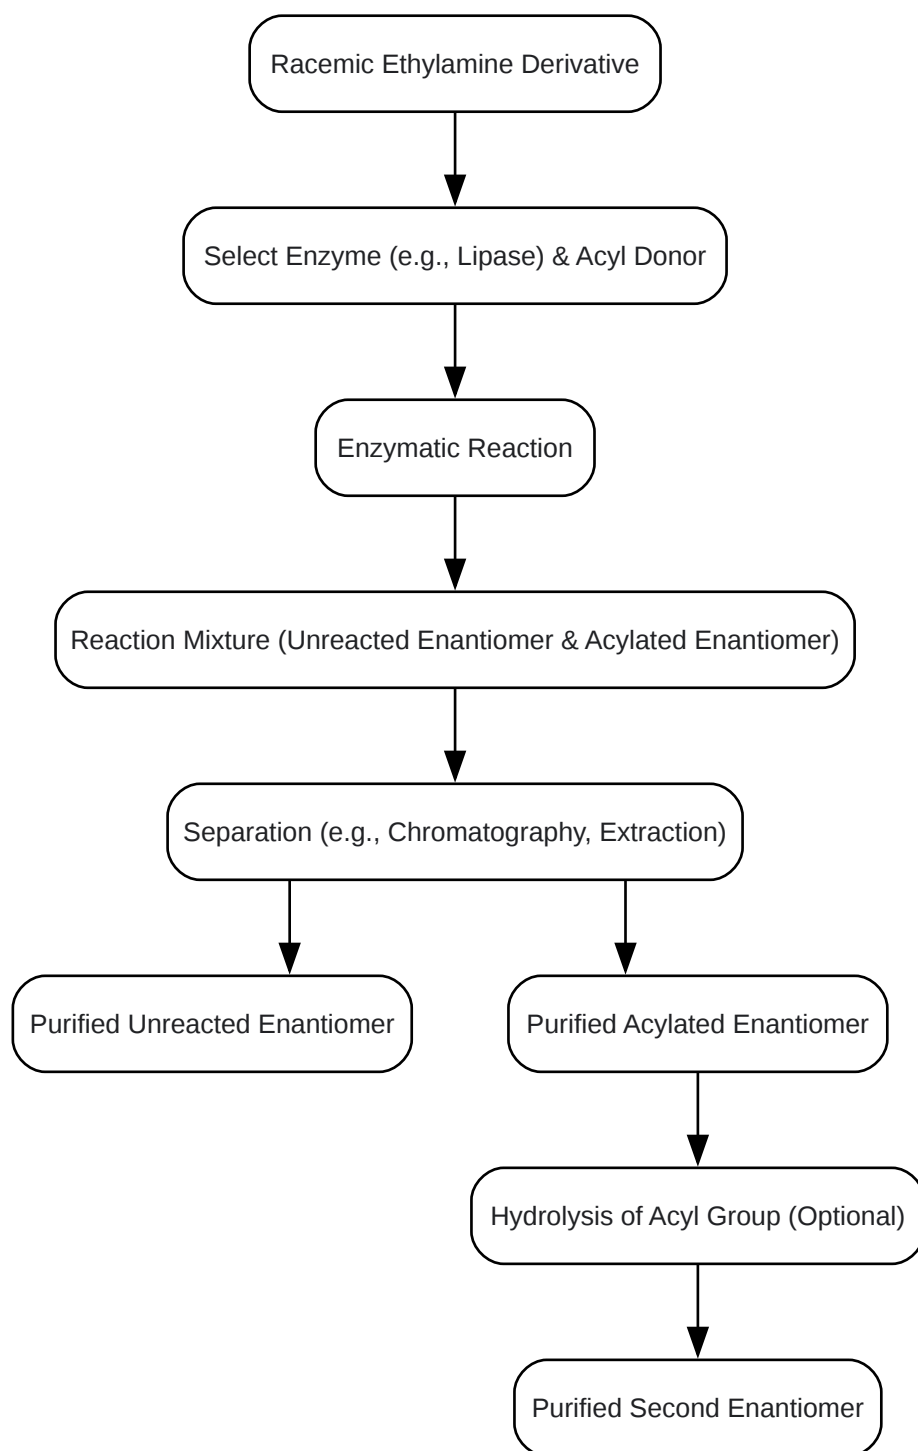 Racemic Ethylamine Derivative
Select Enzyme (e.g., Lipase) & Acyl Donor
Enzymatic Reaction
Reaction Mixture (Unreacted Enantiomer & Acylated Enantiomer)
Separation (e.g., Chromatography, Extraction)
Purified Unreacted Enantiomer
Purified Acylated Enantiomer
Hydrolysis of Acyl Group (Optional)
Purified Second Enantiomer